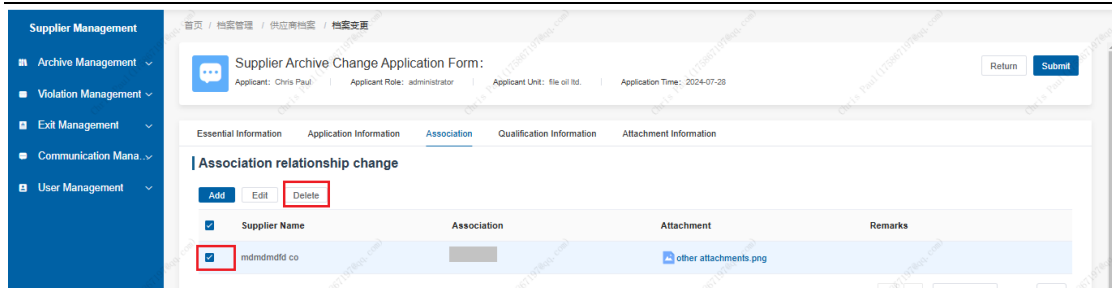 Supplier Management
首页 / 档案管理 / 供应商档案 / 档案变更
Archive Management
Violation Management
Exit Management
Communication Mana..
User Management
Supplier Archive Change Application Form:
Applicant: Chris Paul Applicant Role: administrator Applicant Unit: file oil ltd. Application Time: 2024-07-28
Return Submit
Essential Information Application Information Association Qualification Information Attachment Information
Association relationship change
Add Edit Delete
Supplier Name Association Attachment Remarks
mdmdmdfd co other attachments.png